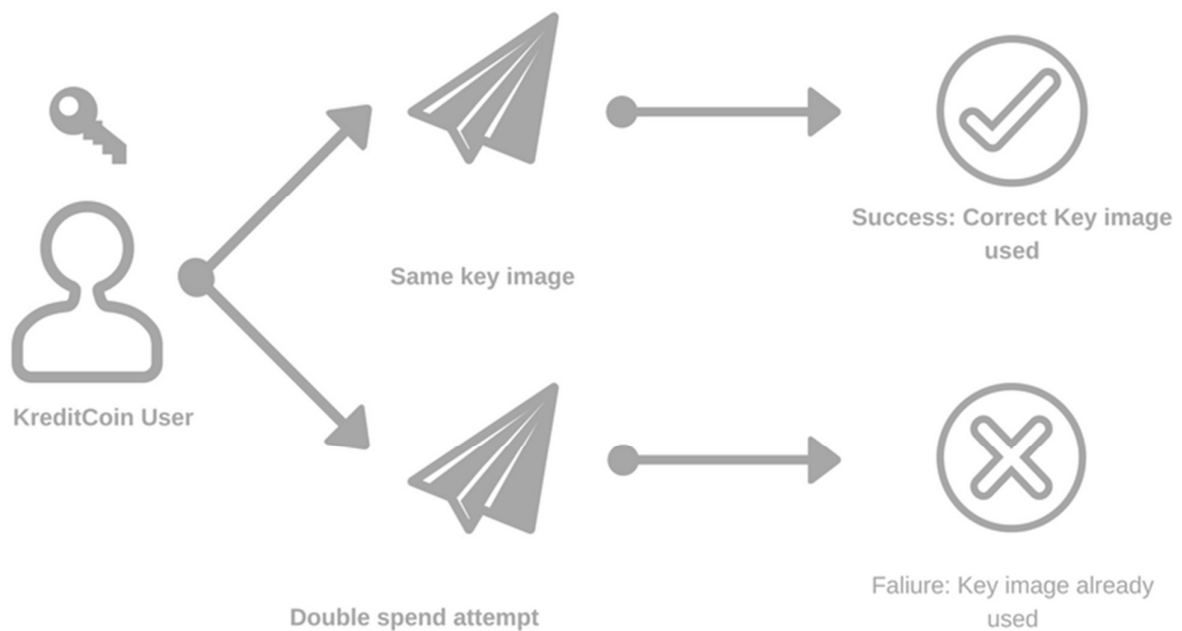 Success: Correct Key image
used
Same key image
KreditCoin User
Faliure: Key image already
used
Double spend attempt